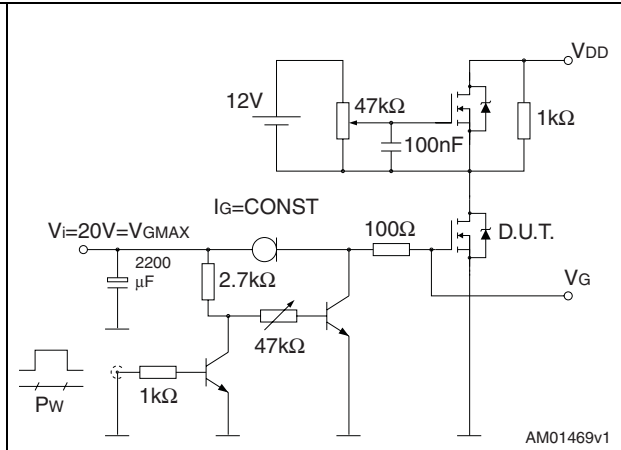 VDD
12V
47kΩ
1kΩ
100nF
IG=CONST
Vi=20V=VGMAX
100Ω
D.U.T.
2200
μF
2.7kΩ
VG
47kΩ
1kΩ
PW
AM01469v1